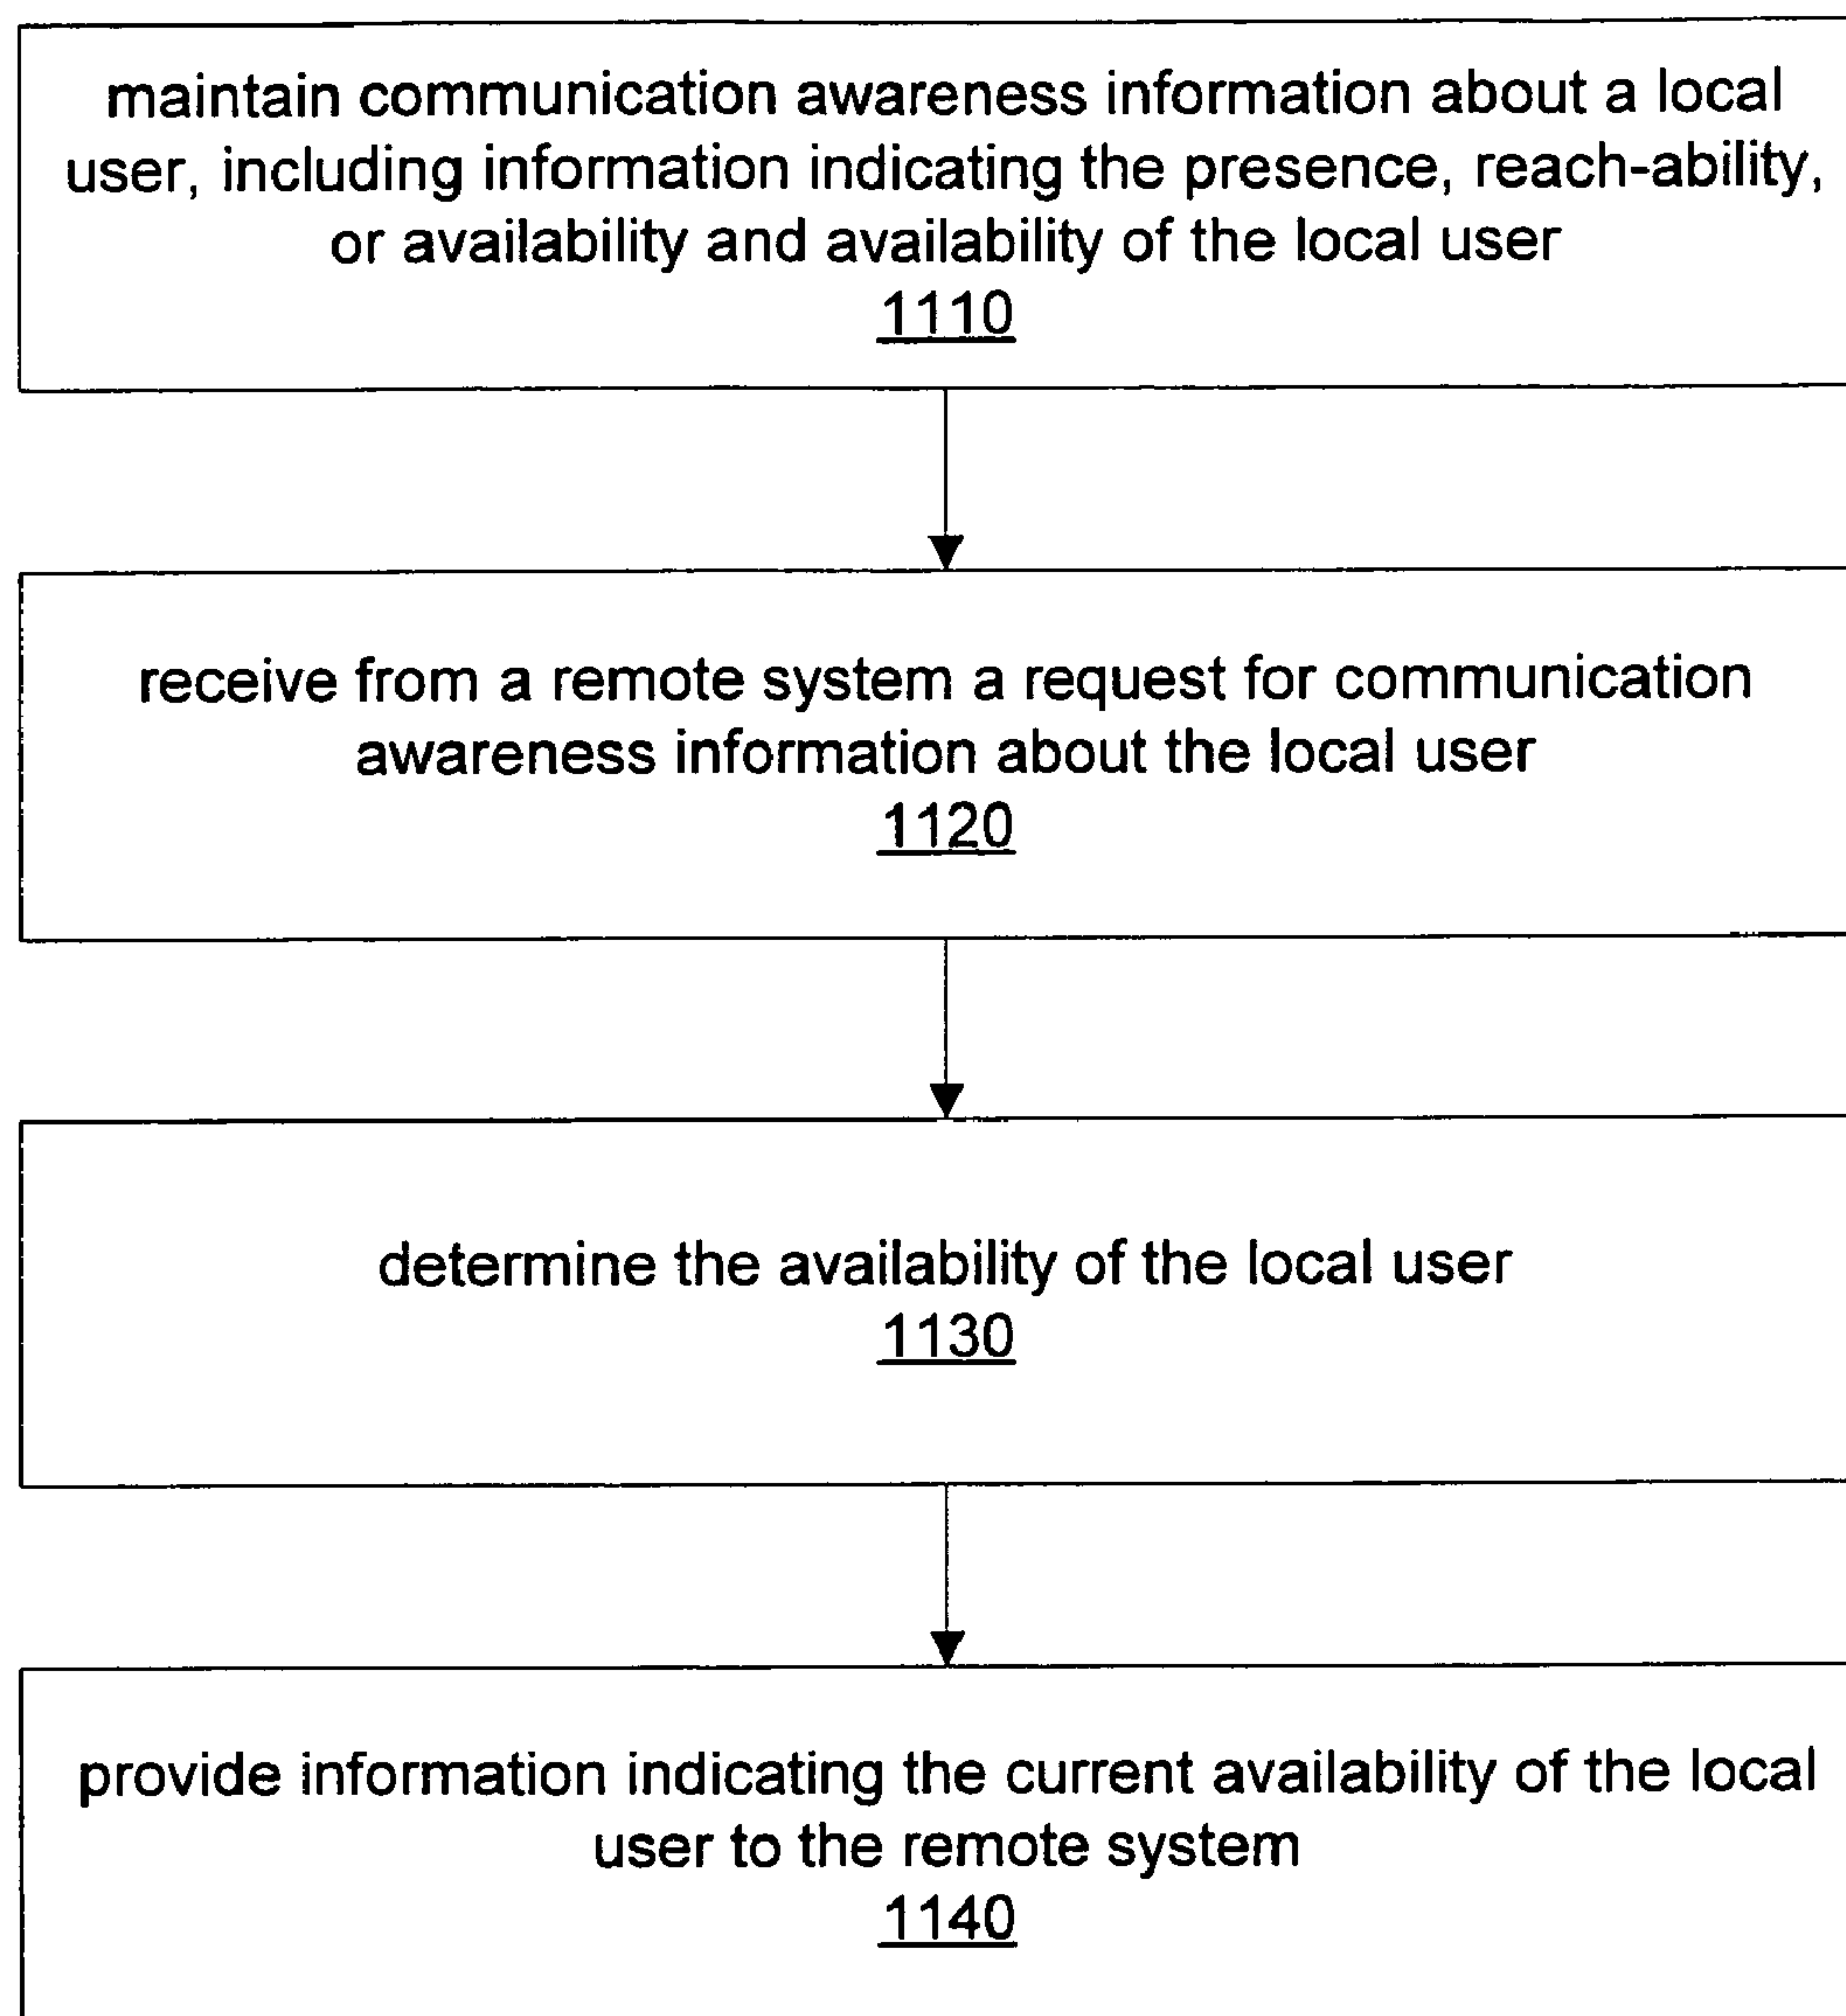 maintain communication awareness information about a local
user, including information indicating the presence, reach-ability,
or availability and availability of the local user
1110
receive from a remote system a request for communication
awareness information about the local user
1120
determine the availability of the local user
1130
provide information indicating the current availability of the local
user to the remote system
1140